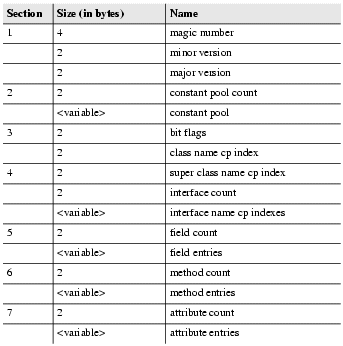 Section Size (in bytes) Name
1 4 magic number
2 minor version
2 major version
2 2 constant pool count
<variable> constant pool
3 2 bit flags
2 class name cp index
4 2 super class name cp index
2 interface count
<variable> interface name cp indexes
5 2 field count
<variable> field entries
6 2 method count
<variable> method entries
7 2 attribute count
<variable> attribute entries